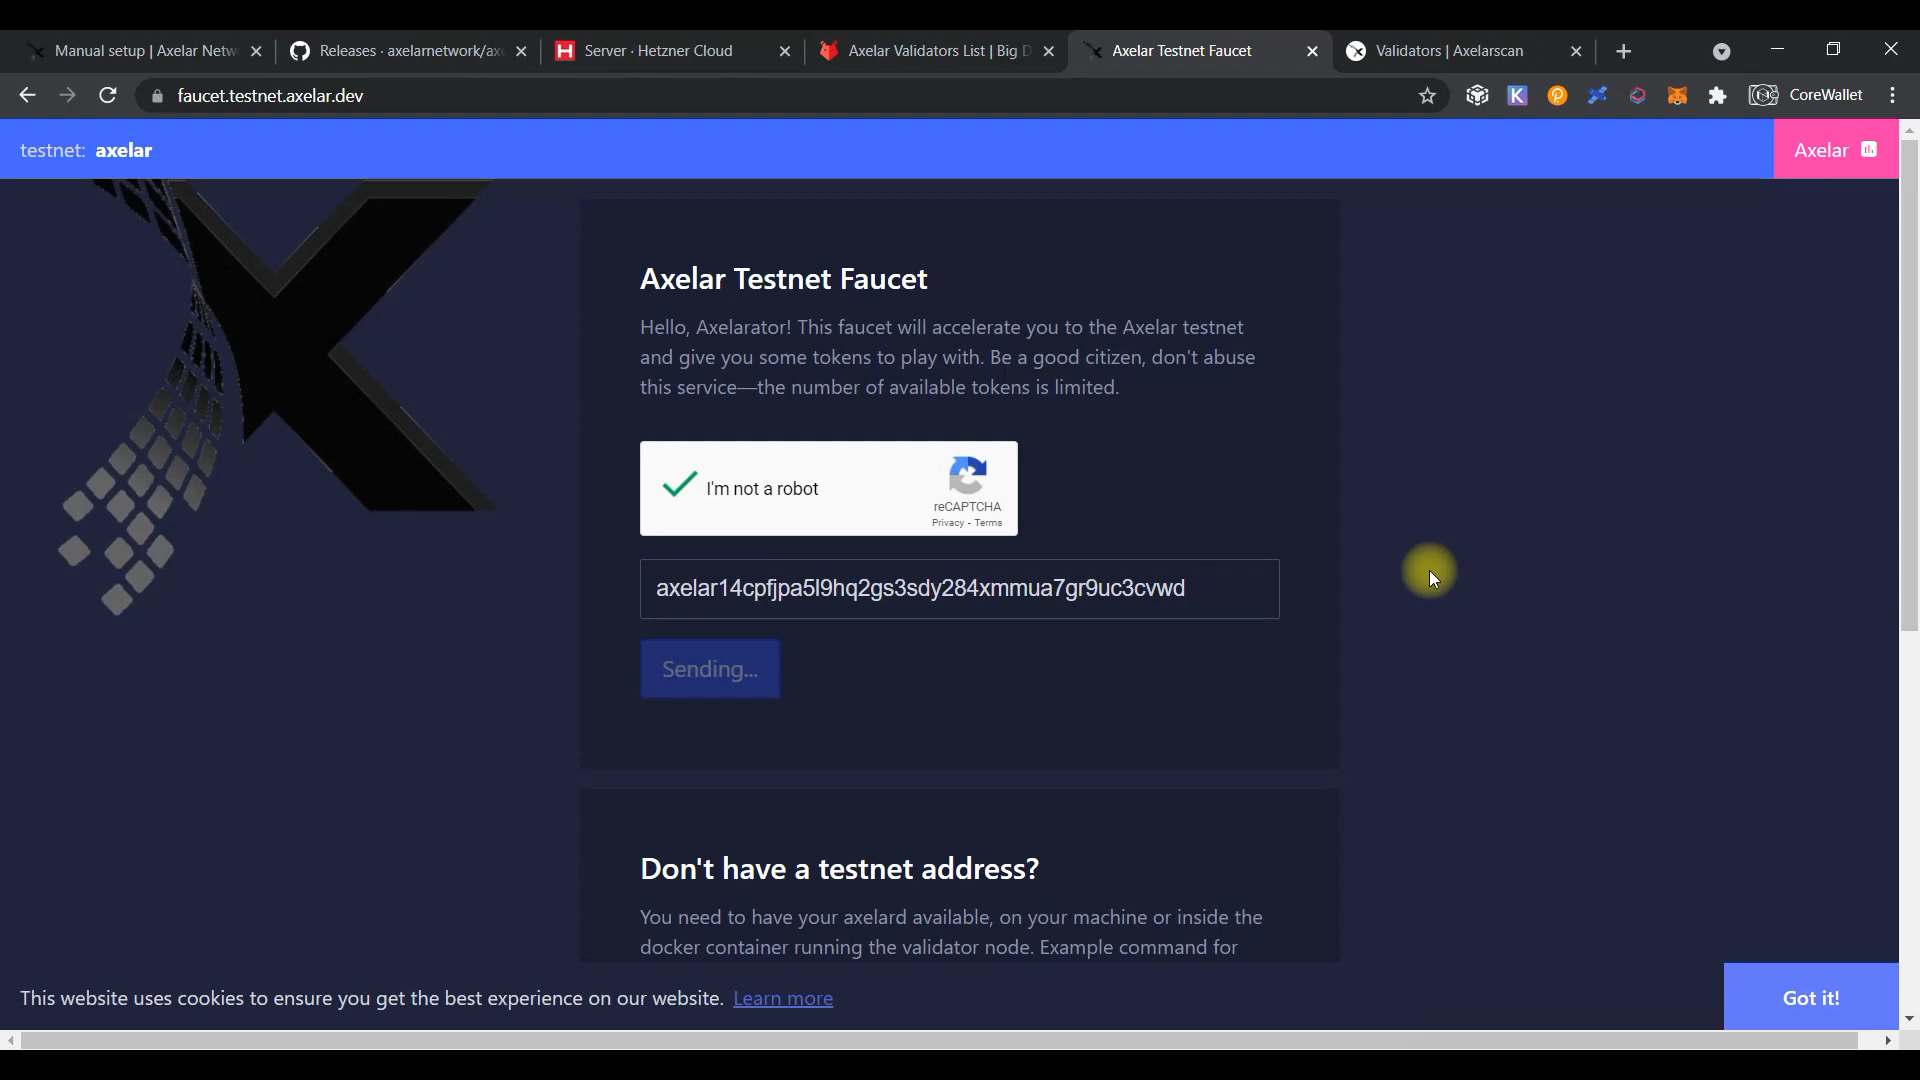 Manual setup | Axelar Netw
Releases · axelarnetwork/axe
Server · Hetzner Cloud
Axelar Validators List | Big D
Axelar Testnet Faucet
Validators | Axelarscan
faucet.testnet.axelar.dev
CoreWallet
testnet: axelar
Axelar
Axelar Testnet Faucet
Hello, Axelarator! This faucet will accelerate you to the Axelar testnet
and give you some tokens to play with. Be a good citizen, don't abuse
this service—the number of available tokens is limited.
I'm not a robot
reCAPTCHA
Privacy - Terms
axelar14cpfjpa5l9hq2gs3sdy284xmmua7gr9uc3cvwd
Sending...
Don't have a testnet address?
You need to have your axelard available, on your machine or inside the
docker container running the validator node. Example command for
This website uses cookies to ensure you get the best experience on our website. Learn more
Got it!